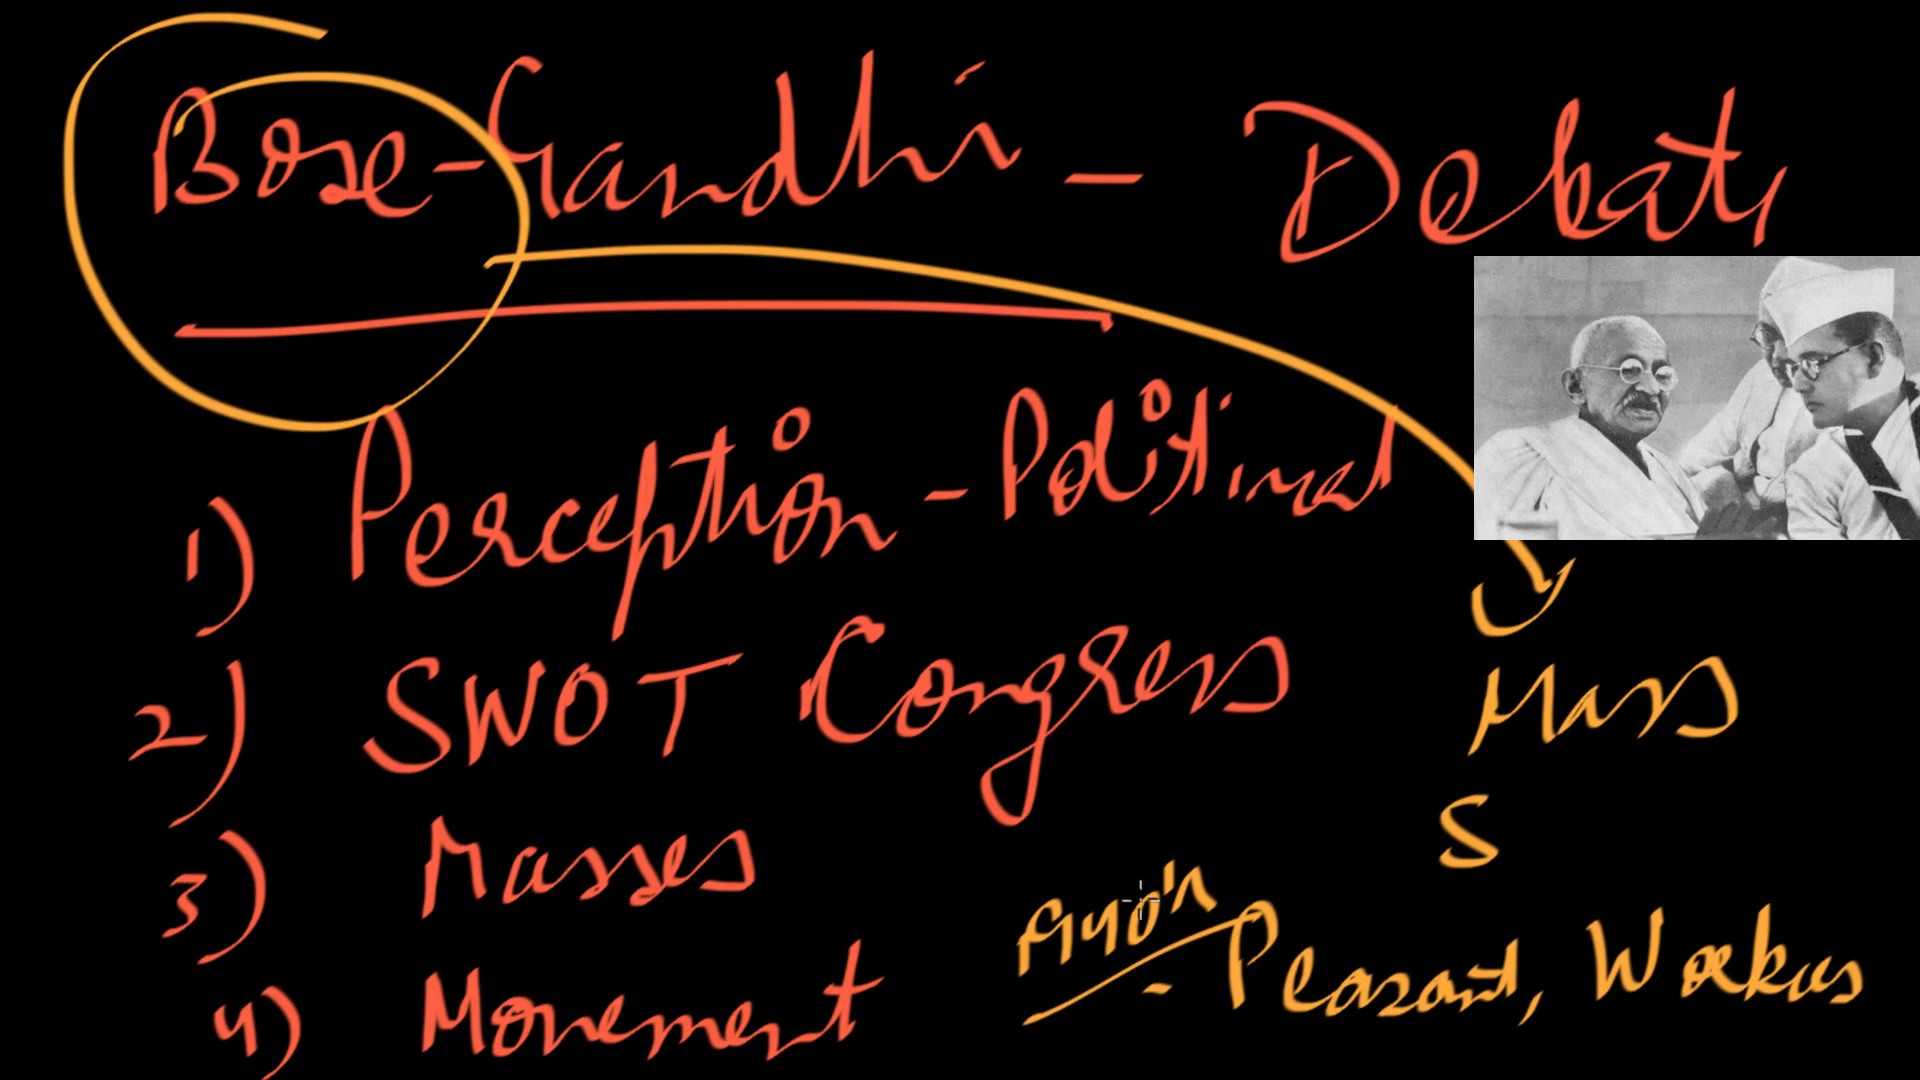 Bose-Gandhi - Debate
1) Perception - Political
2) SWOT Congress
Mass
3) Masses
S
- Peasant, Workers
4) Movement